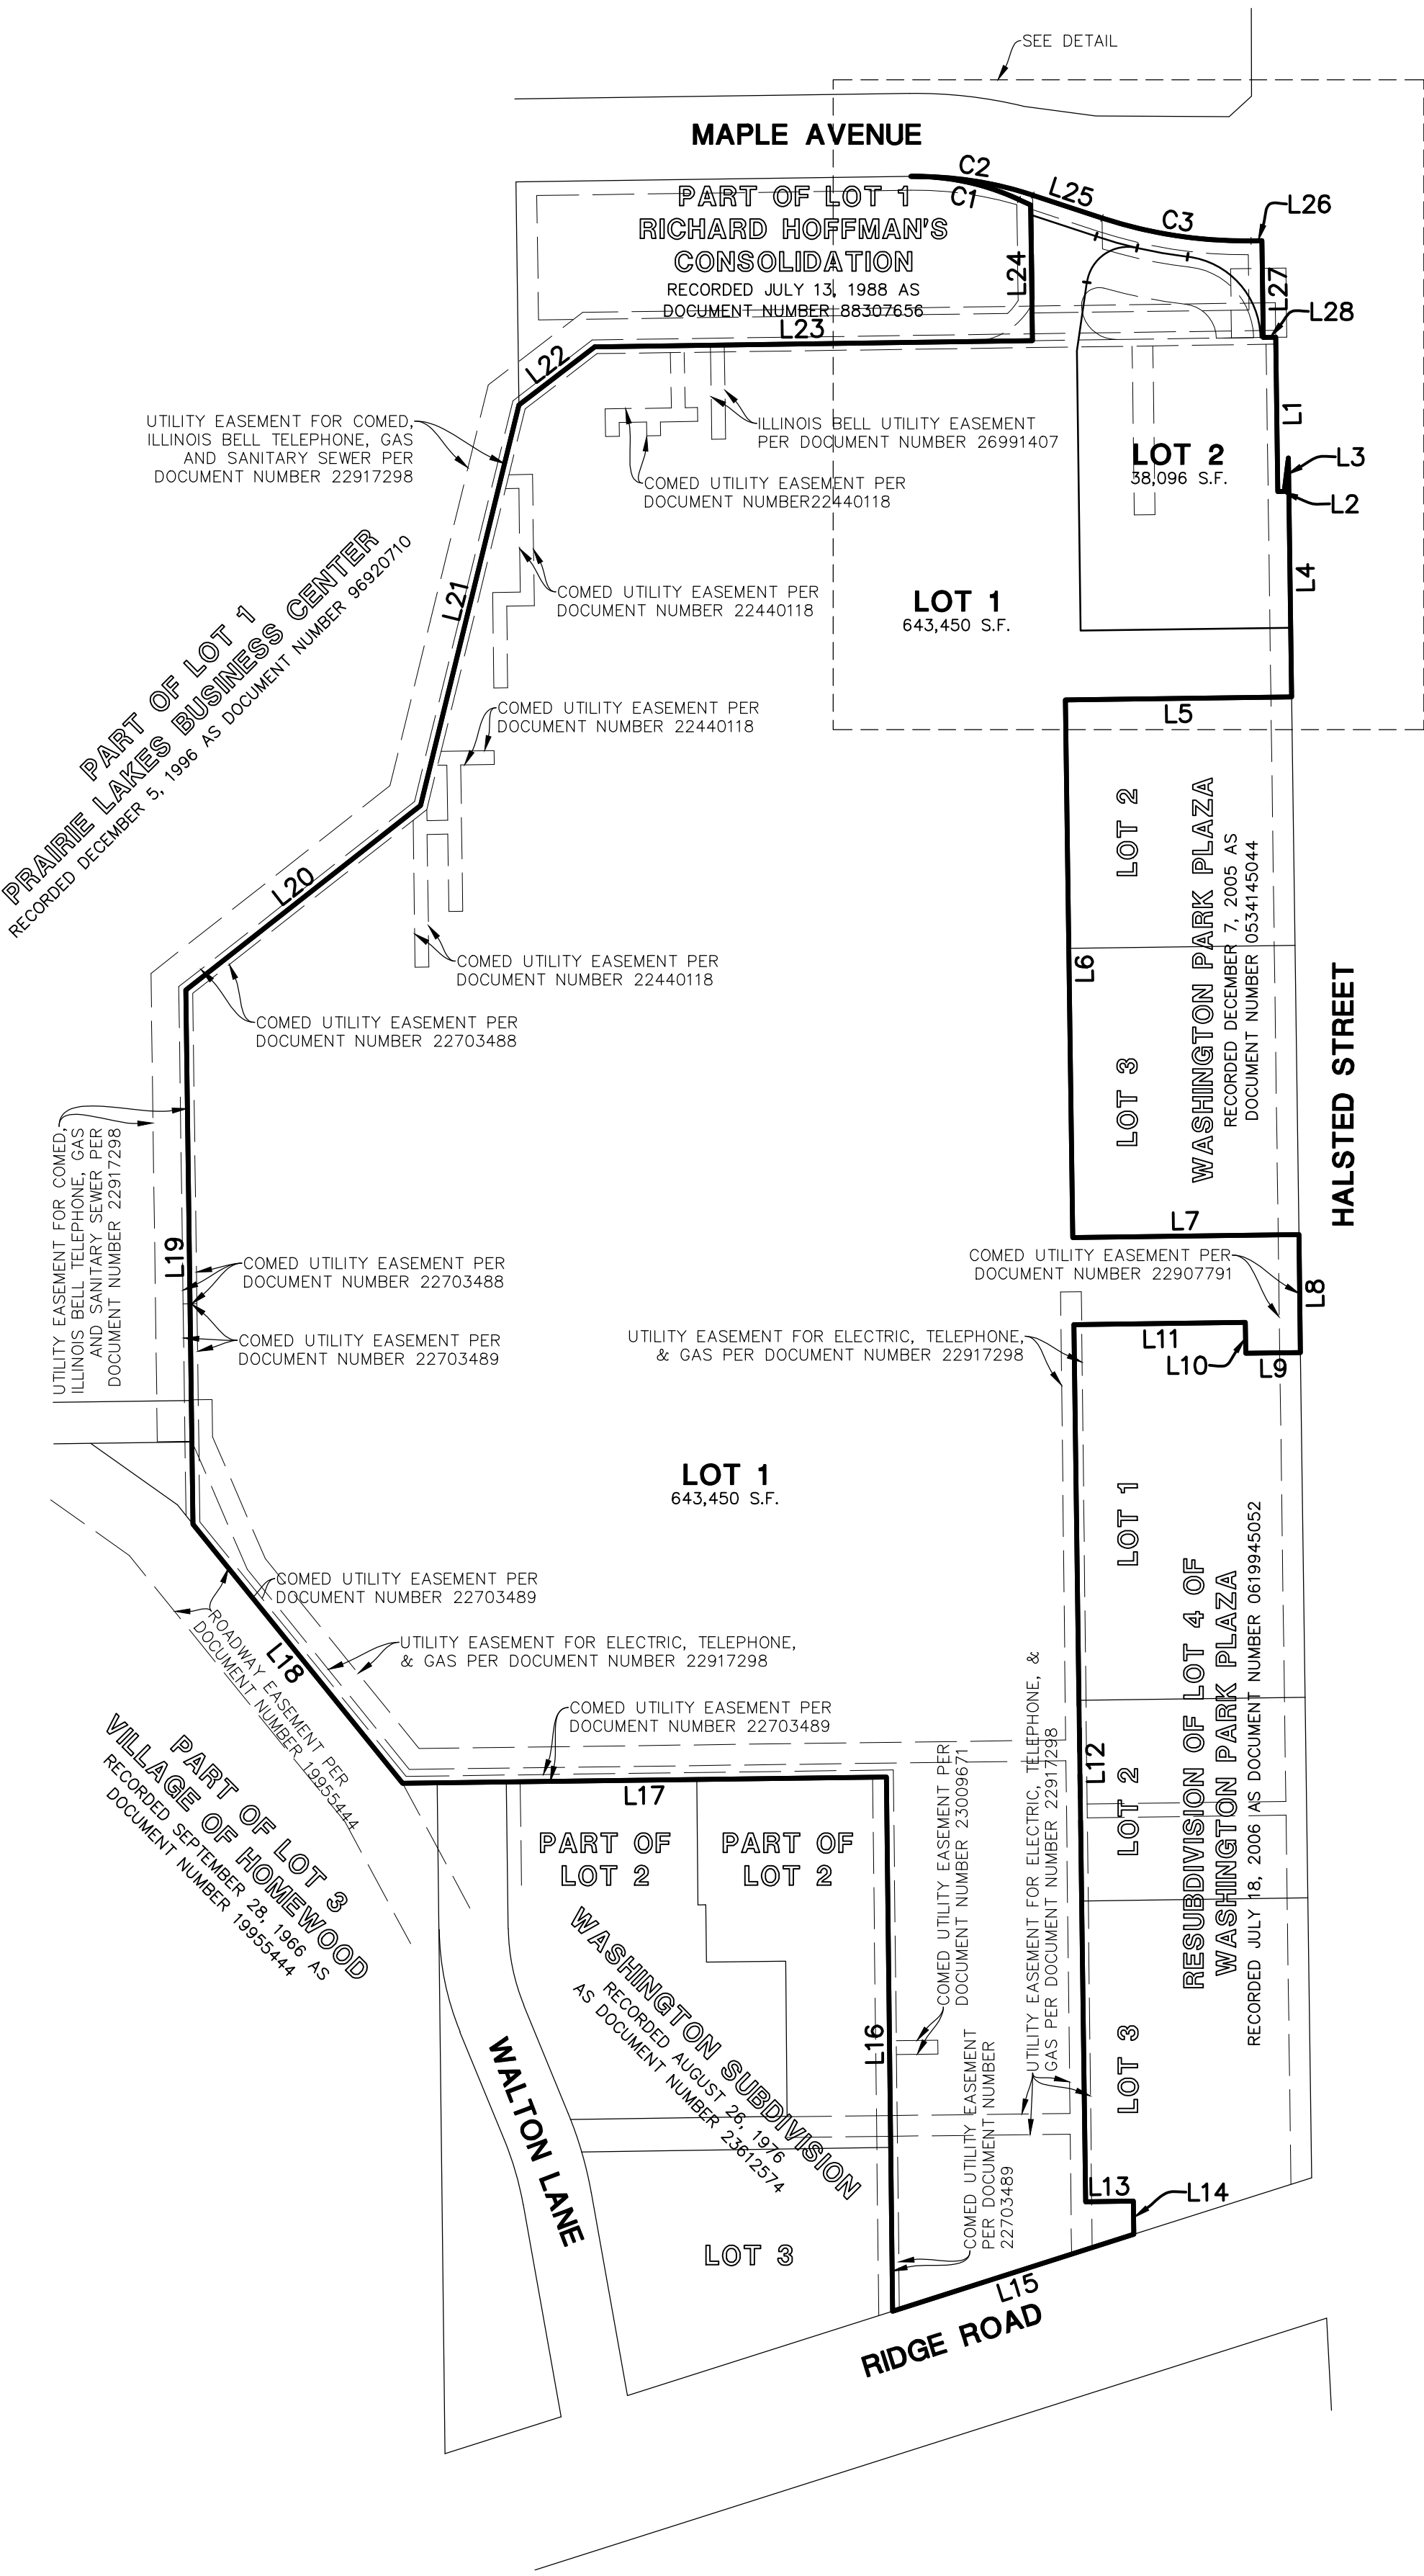 SEE DETAIL
MAPLE AVENUE
C2
C1
L25
C3
L26
PART OF LOT 1
RICHARD HOFFMAN'S
CONSOLIDATION
RECORDED JULY 13, 1988 AS
DOCUMENT NUMBER 88307656
L24
L27
L28
L23
L22
L1
UTILITY EASEMENT FOR COMED,
ILLINOIS BELL TELEPHONE, GAS
AND SANITARY SEWER PER
DOCUMENT NUMBER 22917298
ILLINOIS BELL UTILITY EASEMENT
PER DOCUMENT NUMBER 26991407
LOT 2
38,096 S.F.
L3
L2
COMED UTILITY EASEMENT PER
DOCUMENT NUMBER22440118
L4
L21
COMED UTILITY EASEMENT PER
DOCUMENT NUMBER 22440118
LOT 1
643,450 S.F.
PART OF LOT 1
PRAIRIE LAKES BUSINESS CENTER
RECORDED DECEMBER 5, 1996 AS DOCUMENT NUMBER 96920710
COMED UTILITY EASEMENT PER
DOCUMENT NUMBER 22440118
L5
LOT 2
WASHINGTON PARK PLAZA
RECORDED DECEMBER 7, 2005 AS
DOCUMENT NUMBER 0534145044
L20
COMED UTILITY EASEMENT PER
DOCUMENT NUMBER 22440118
L6
COMED UTILITY EASEMENT PER
DOCUMENT NUMBER 22703488
LOT 3
HALSTED STREET
UTILITY EASEMENT FOR COMED,
ILLINOIS BELL TELEPHONE, GAS
AND SANITARY SEWER PER
DOCUMENT NUMBER 22917298
L19
COMED UTILITY EASEMENT PER
DOCUMENT NUMBER 22703488
COMED UTILITY EASEMENT PER
DOCUMENT NUMBER 22703489
L7
COMED UTILITY EASEMENT PER
DOCUMENT NUMBER 22907791
L8
UTILITY EASEMENT FOR ELECTRIC, TELEPHONE,
& GAS PER DOCUMENT NUMBER 22917298
L11
L10
L9
LOT 1
643,450 S.F.
LOT 1
RESUBDIVISION OF LOT 4 OF
WASHINGTON PARK PLAZA
RECORDED JULY 18, 2006 AS DOCUMENT NUMBER 0619945052
COMED UTILITY EASEMENT PER
DOCUMENT NUMBER 22703489
ROADWAY EASEMENT PER
DOCUMENT NUMBER 19955444
L18
UTILITY EASEMENT FOR ELECTRIC, TELEPHONE,
& GAS PER DOCUMENT NUMBER 22917298
COMED UTILITY EASEMENT PER
DOCUMENT NUMBER 22703489
L17
L12
LOT 2
PART OF LOT 3
VILLAGE OF HOMEWOOD
RECORDED SEPTEMBER 28, 1966 AS
DOCUMENT NUMBER 19955444
PART OF
LOT 2
PART OF
LOT 2
COMED UTILITY EASEMENT PER
DOCUMENT NUMBER 23009671
UTILITY EASEMENT FOR ELECTRIC, TELEPHONE, &
GAS PER DOCUMENT NUMBER 22917298
WASHINGTON SUBDIVISION
RECORDED AUGUST 26, 1976
AS DOCUMENT NUMBER 23612574
L16
LOT 3
COMED UTILITY EASEMENT
PER DOCUMENT NUMBER
22703489
WALTON LANE
LOT 3
L13
L14
L15
RIDGE ROAD